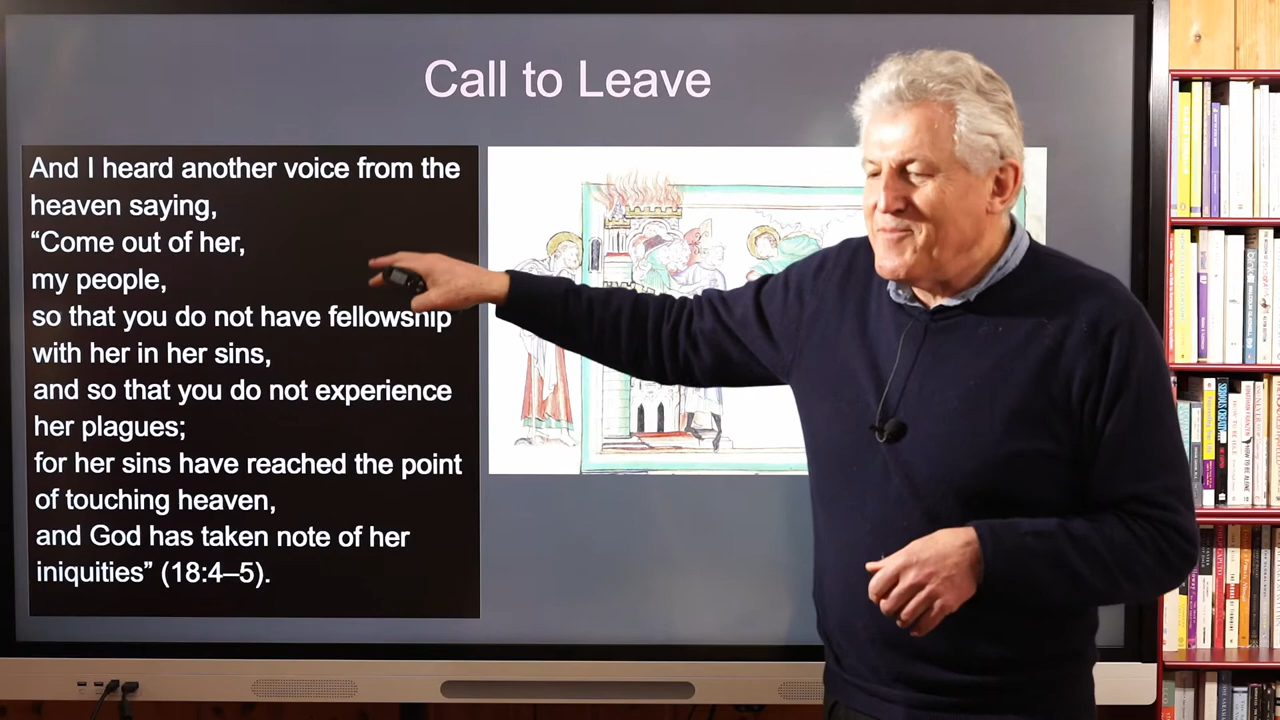 Call to Leave
And I heard another voice from the
heaven saying,
“Come out of her,
my people,
so that you do not have fellowship
with her in her sins,
and so that you do not experience
her plagues;
for her sins have reached the point
of touching heaven,
and God has taken note of her
iniquities” (18:4–5).